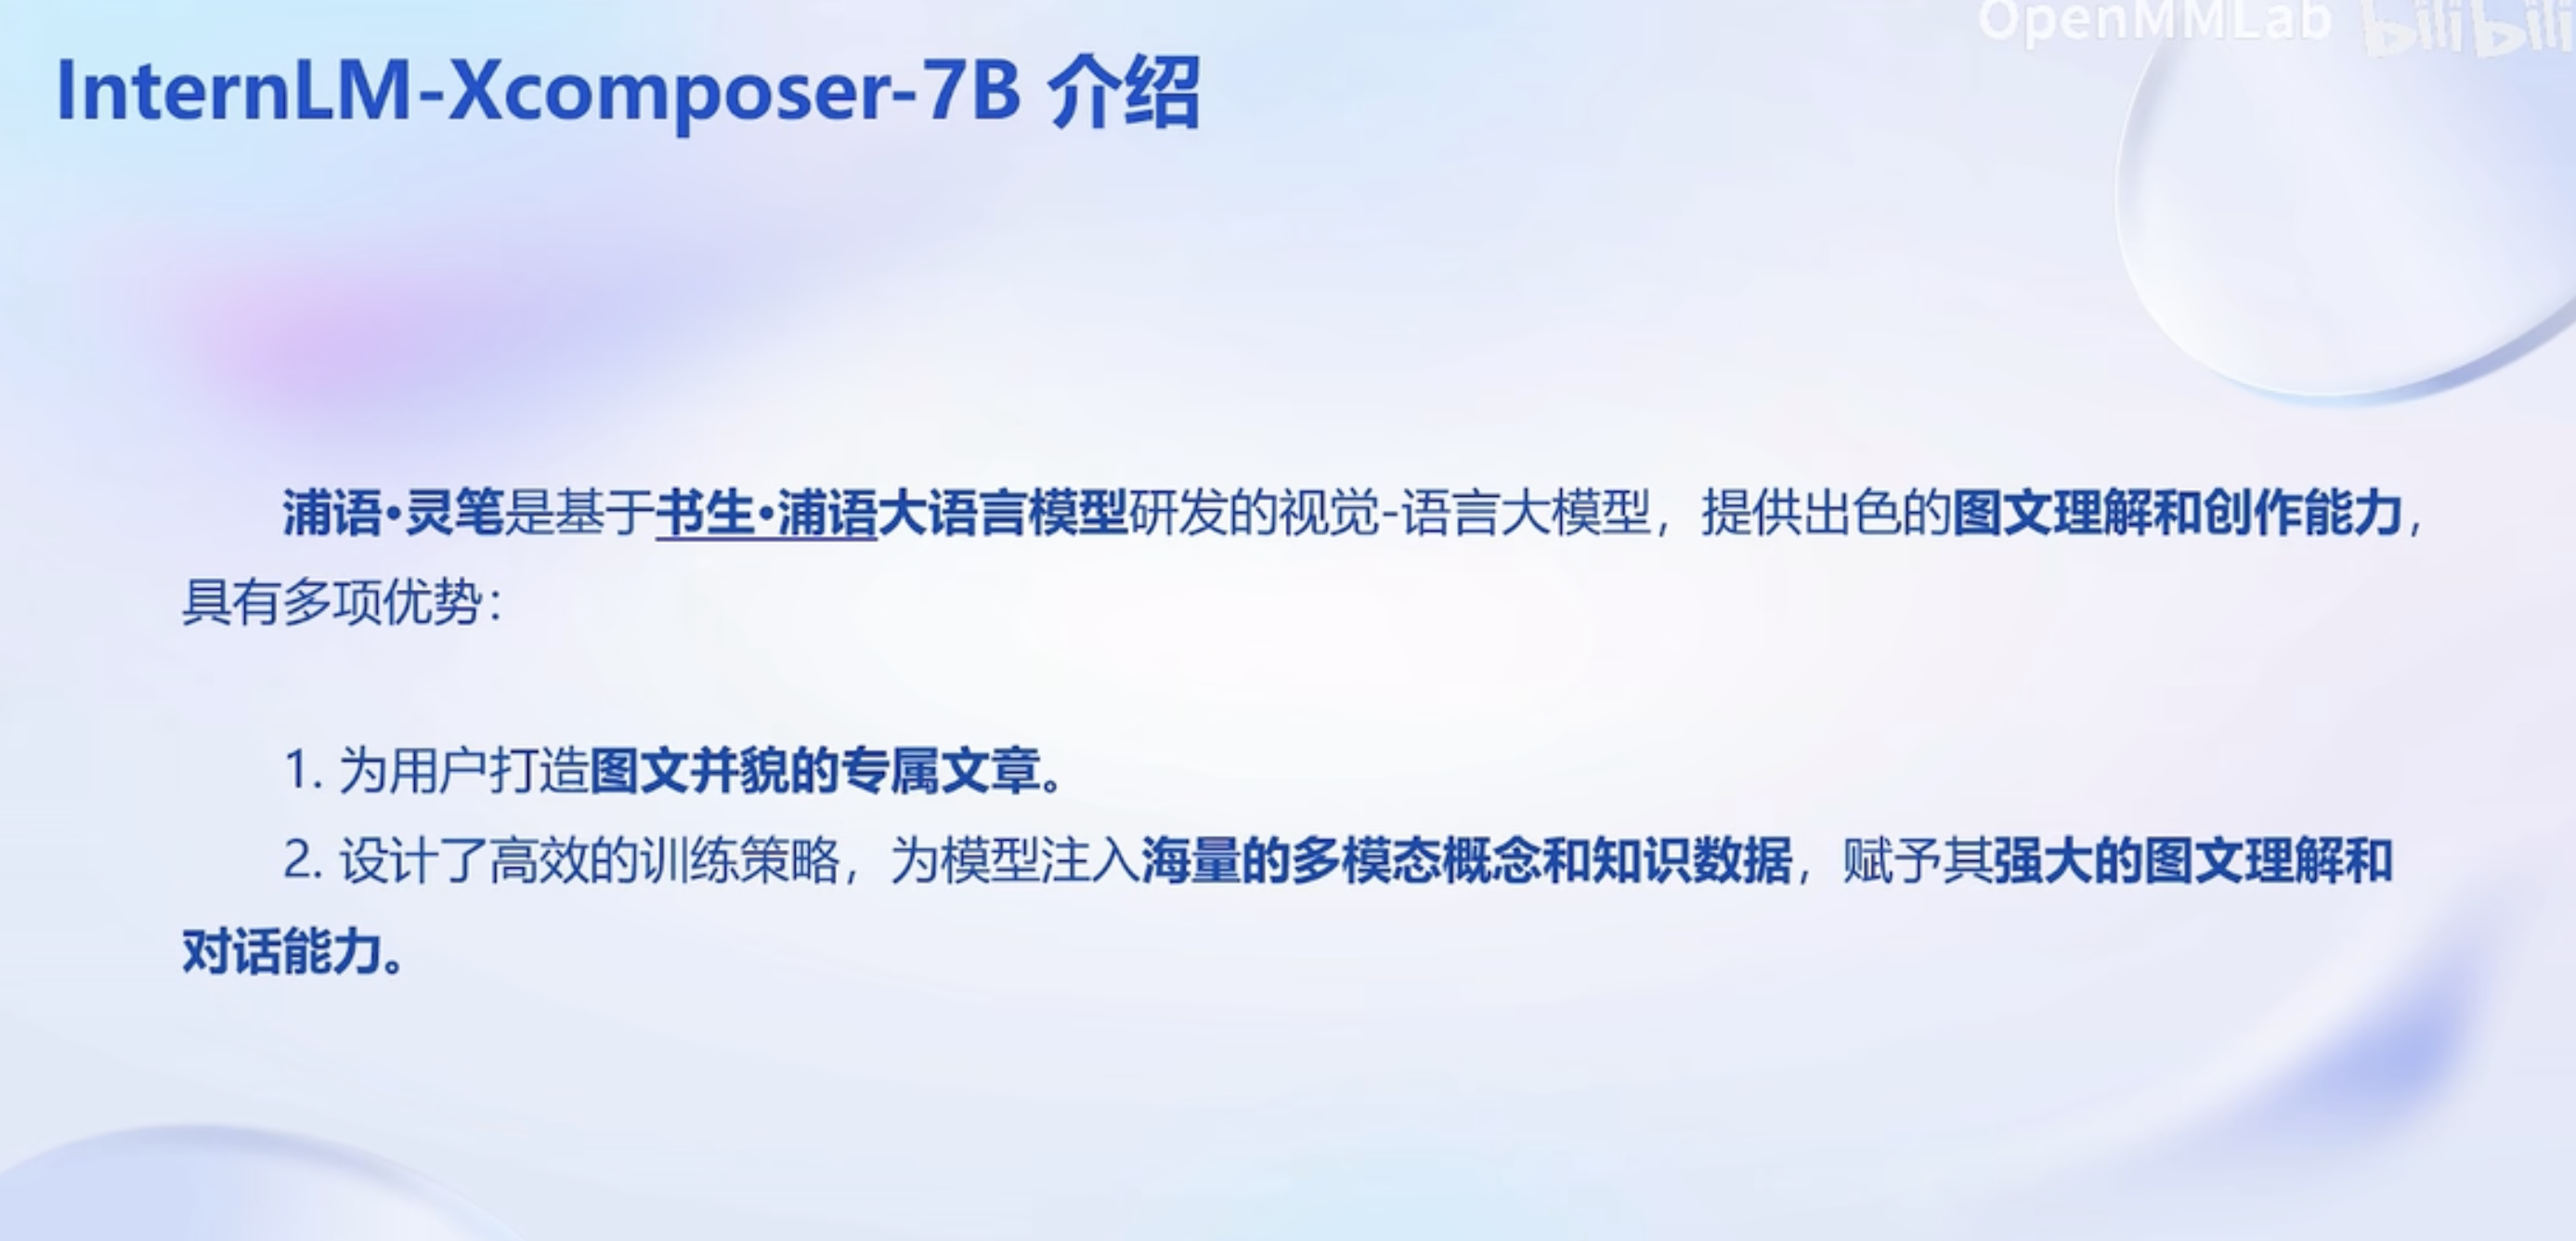 OpenMMLab bilibili
InternLM-Xcomposer-7B 介绍
浦语·灵笔是基于书生·浦语大语言模型研发的视觉-语言大模型，提供出色的图文理解和创作能力，
具有多项优势：
1. 为用户打造图文并貌的专属文章。
2. 设计了高效的训练策略，为模型注入海量的多模态概念和知识数据，赋予其强大的图文理解和
对话能力。